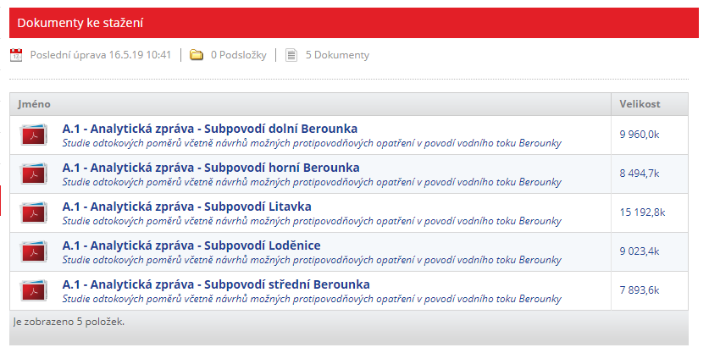 Dokumenty ke stažení
Poslední úprava 16.5.19 10:41 | 0 Podsložky | 5 Dokumenty
Jméno Velikost
A.1 - Analytická zpráva - Subpovodí dolní Berounka
Studie odtokových poměrů včetně návrhů možných protipovodňových opatření v povodí vodního toku Berounky
9 960,0k
A.1 - Analytická zpráva - Subpovodí horní Berounka
Studie odtokových poměrů včetně návrhů možných protipovodňových opatření v povodí vodního toku Berounky
8 494,7k
A.1 - Analytická zpráva - Subpovodí Litavka
Studie odtokových poměrů včetně návrhů možných protipovodňových opatření v povodí vodního toku Berounky
15 192,8k
A.1 - Analytická zpráva - Subpovodí Loděnice
Studie odtokových poměrů včetně návrhů možných protipovodňových opatření v povodí vodního toku Berounky
9 023,4k
A.1 - Analytická zpráva - Subpovodí střední Berounka
Studie odtokových poměrů včetně návrhů možných protipovodňových opatření v povodí vodního toku Berounky
7 893,6k
Je zobrazeno 5 položek.